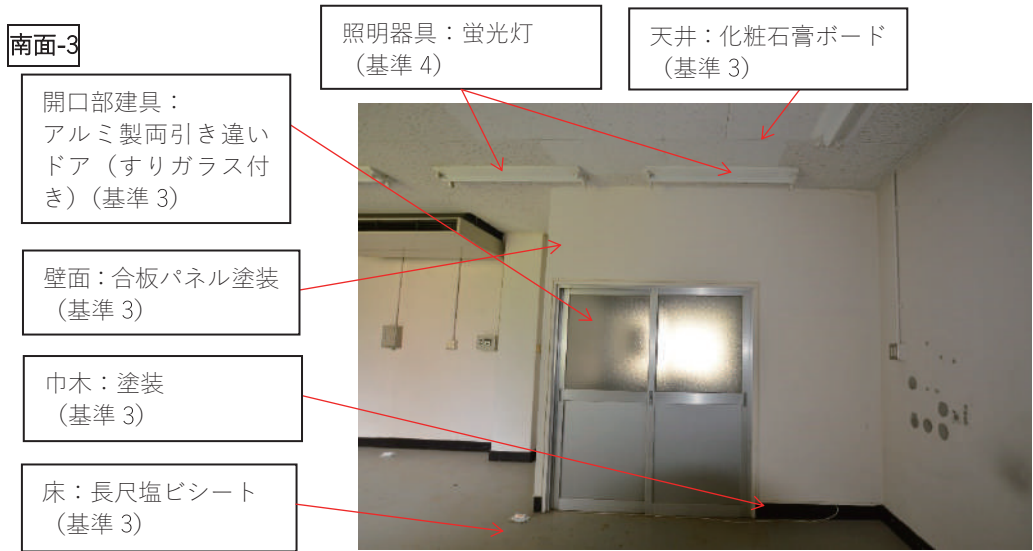 南面-3
照明器具：蛍光灯
（基準 4）
天井：化粧石膏ボード
（基準 3）
開口部建具：
アルミ製両引き違い
ドア（すりガラス付
き）（基準 3）
壁面：合板パネル塗装
（基準 3）
巾木：塗装
（基準 3）
床：長尺塩ビシート
（基準 3）